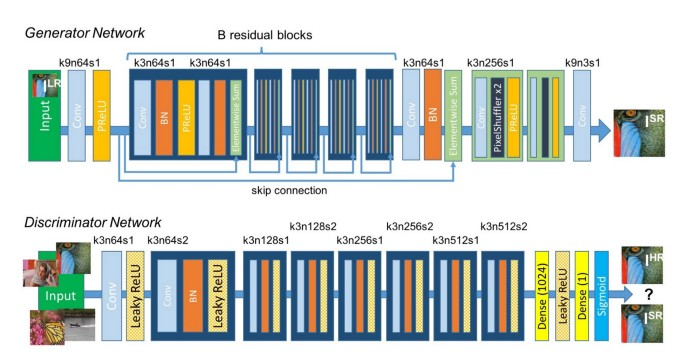 Generator Network
B residual blocks
k9n64s1
k3n64s1
k3n64s1
k3n64s1
k3n256s1
k9n3s1
I^LR
Input
Conv
PReLU
Conv
BN
PReLU
Elementwise Sum
Conv
BN
Elementwise Sum
Conv
PixelShuffler x2
PReLU
Conv
I^SR
skip connection
Discriminator Network
k3n128s2
k3n256s2
k3n512s2
k3n64s1
k3n64s2
k3n128s1
k3n256s1
k3n512s1
Input
Conv
Leaky ReLU
Conv
BN
Leaky ReLU
Dense (1024)
Leaky ReLU
Dense (1)
Sigmoid
I^HR
?
I^SR